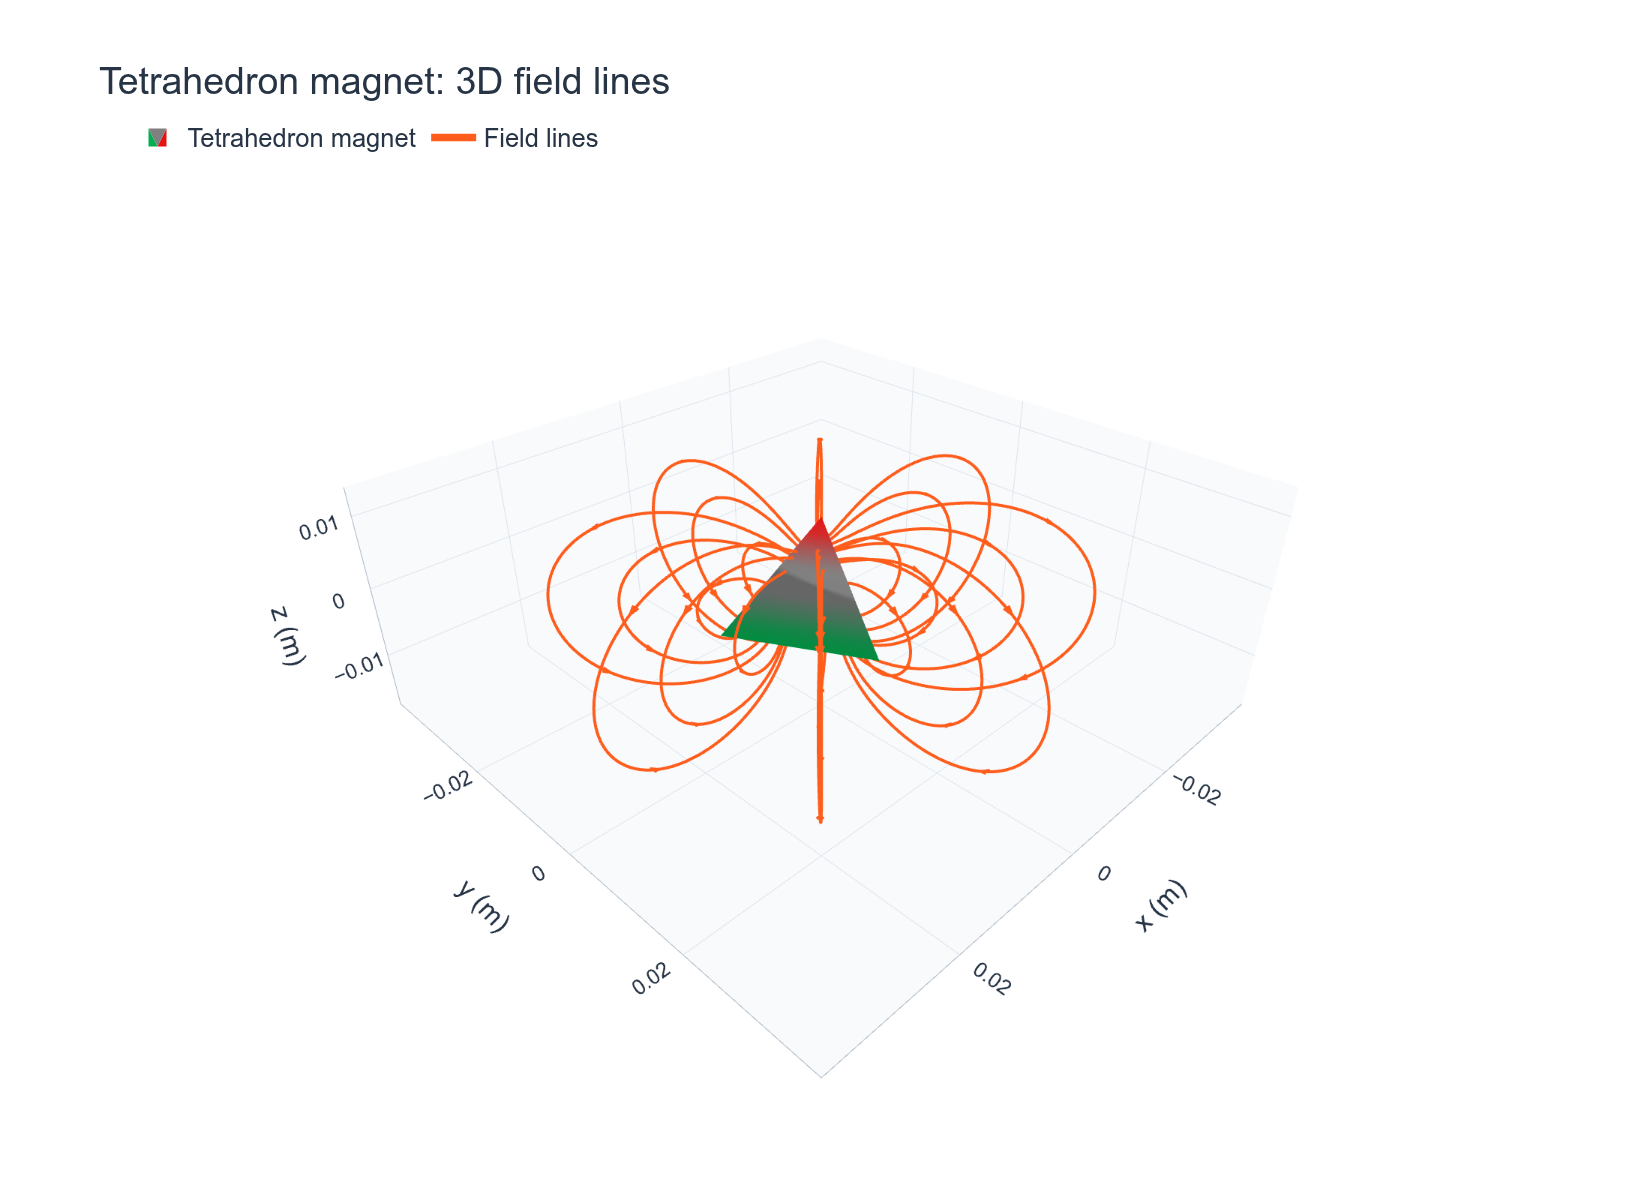 Tetrahedron magnet: 3D field lines
Tetrahedron magnet Field lines
0.01
0
−0.01
z (m)
−0.02
0
0.02
y (m)
−0.02
0
0.02
x (m)